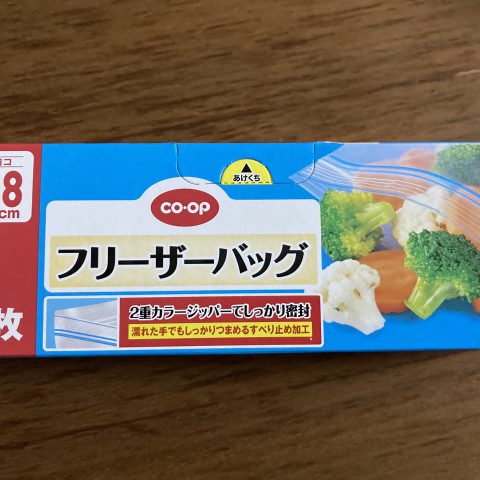 あけくち
co·op
フリーザーバッグ
2重カラージッパーでしっかり密封
濡れた手でもしっかりつまめるすべり止め加工
8
cm
枚